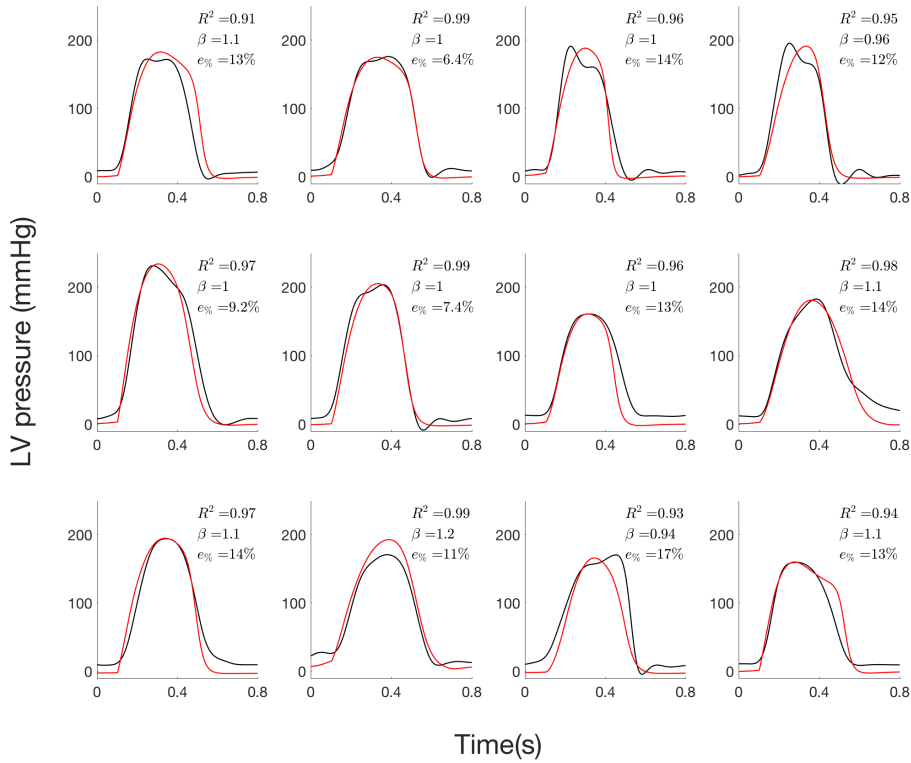 R² =0.91
β =1.1
e% =13%
200
100
0
0 0.4 0.8
R² =0.99
β =1
e% =6.4%
0 0.4 0.8
R² =0.96
β =1
e% =14%
200
100
0
0 0.4 0.8
R² =0.95
β =0.96
e% =12%
200
100
0
0 0.4 0.8
LV pressure (mmHg)
R² =0.97
β =1
e% =9.2%
200
100
0
0 0.4 0.8
R² =0.99
β =1
e% =7.4%
200
100
0
0 0.4 0.8
R² =0.96
β =1
e% =13%
200
100
0
0 0.4 0.8
R² =0.98
β =1.1
e% =14%
200
100
0
0 0.4 0.8
R² =0.97
β =1.1
e% =14%
200
100
0
0 0.4 0.8
R² =0.99
β =1.2
e% =11%
200
100
0
0 0.4 0.8
R² =0.93
β =0.94
e% =17%
200
100
0
0 0.4 0.8
R² =0.94
β =1.1
e% =13%
200
100
0
0 0.4 0.8
Time(s)